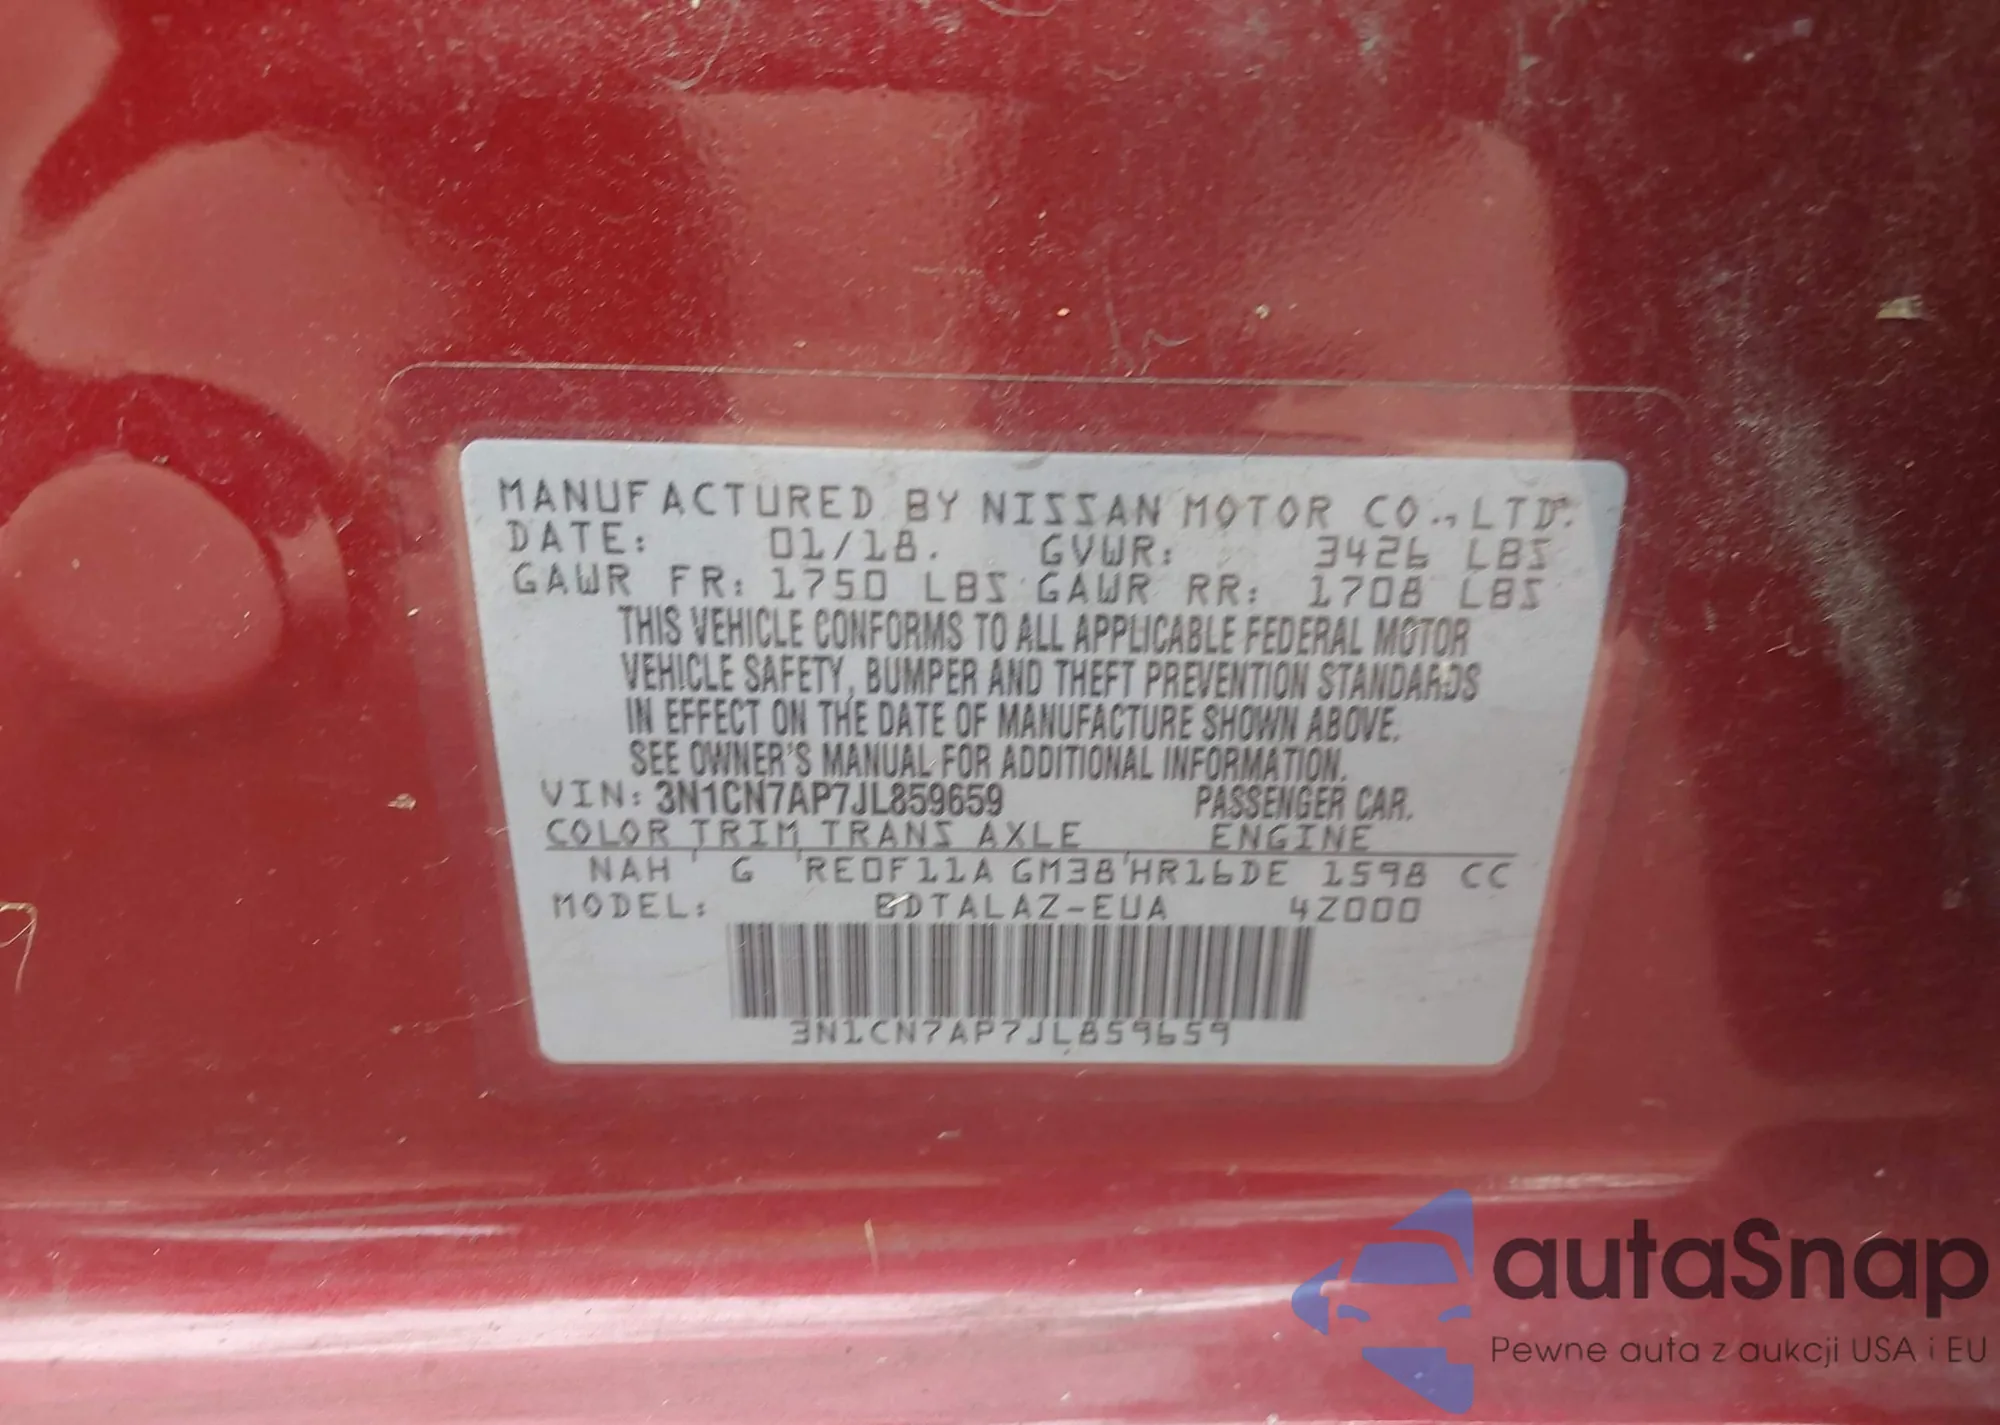 MANUFACTURED BY NISSAN MOTOR CO., LTD.
DATE: 01/18. GVWR: 3426 LBS
GAWR FR: 1750 LBS GAWR RR: 1708 LBS
THIS VEHICLE CONFORMS TO ALL APPLICABLE FEDERAL MOTOR
VEHICLE SAFETY, BUMPER AND THEFT PREVENTION STANDARDS
IN EFFECT ON THE DATE OF MANUFACTURE SHOWN ABOVE.
SEE OWNER'S MANUAL FOR ADDITIONAL INFORMATION.
VIN: 3N1CN7AP7JL859659 PASSENGER CAR.
COLOR TRIM TRANS AXLE ENGINE
NAH G RE0F11A GM38 HR16DE 1598 CC
MODEL: BDTALAZ-EUA 4Z000
3N1CN7AP7JL859659
autaSnap
Pewne auta z aukcji USA i EU